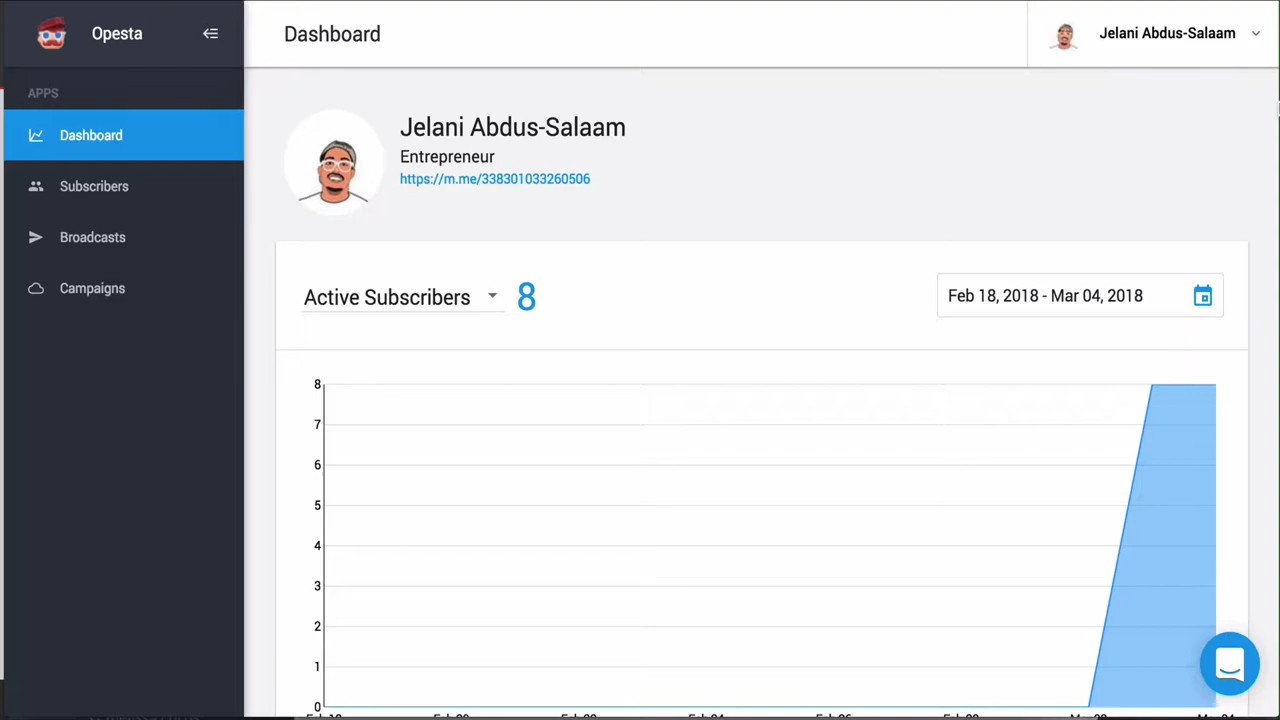 Opesta
Dashboard
Jelani Abdus-Salaam
APPS
Dashboard
Subscribers
Broadcasts
Campaigns
Jelani Abdus-Salaam
Entrepreneur
https://m.me/338301033260506
Active Subscribers 8
Feb 18, 2018 - Mar 04, 2018
8
7
6
5
4
3
2
1
0